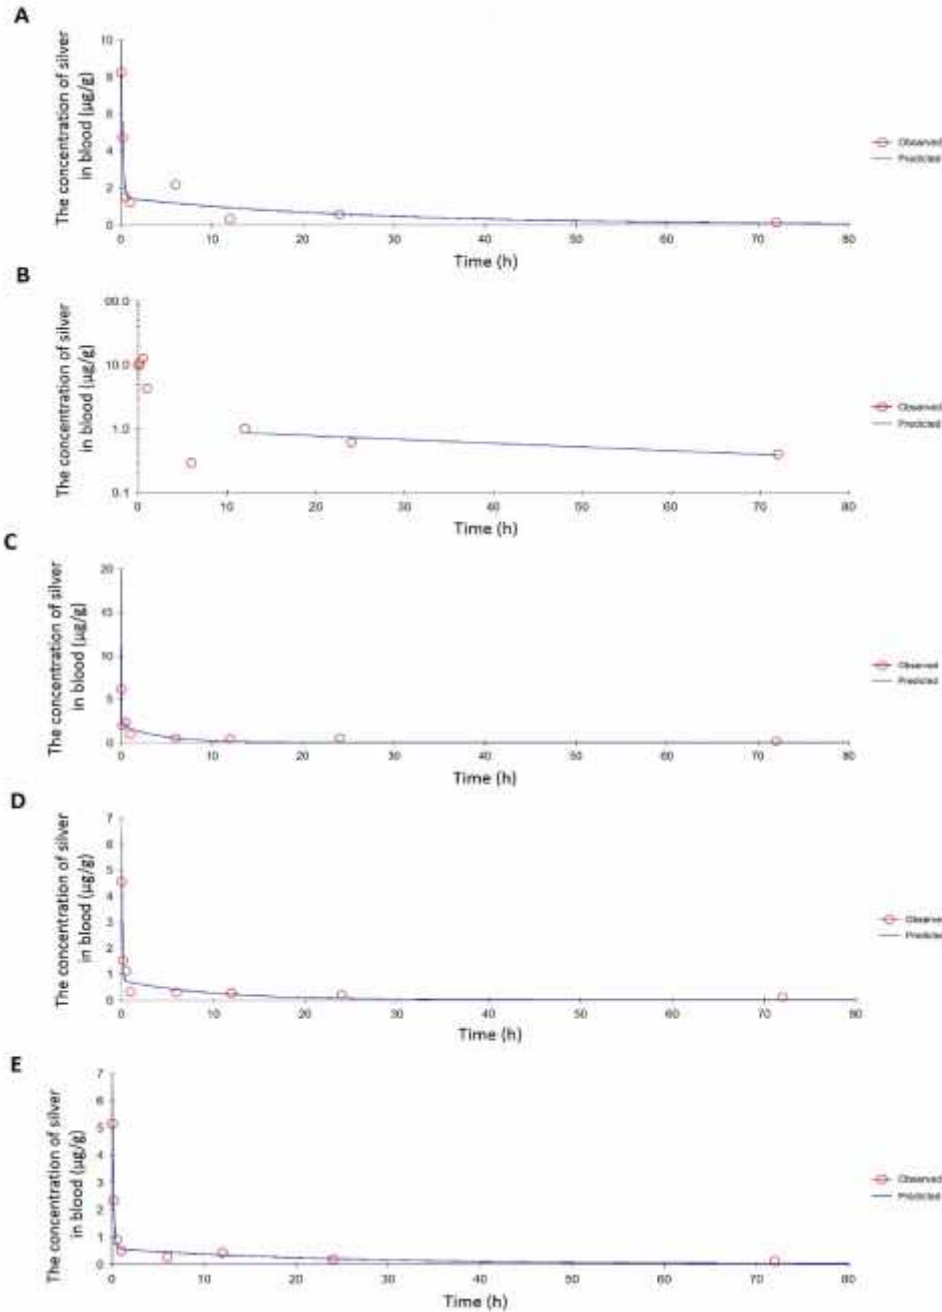 A
The concentration of silver
in blood (µg/g)
10
8
6
4
2
0
0 10 20 30 40 50 60 70 80
Time (h)
Observed
Predicted
B
The concentration of silver
in blood (µg/g)
00.0
10.0
1.0
0.1
0 10 20 30 40 50 60 70 80
Time (h)
Observed
Predicted
C
The concentration of silver
in blood (µg/g)
20
15
10
5
0
0 10 20 30 40 50 60 70 80
Time (h)
Observed
Predicted
D
The concentration of silver
in blood (µg/g)
7
6
5
4
3
2
1
0
0 10 20 30 40 50 60 70 80
Time (h)
Observe
Predicted
E
The concentration of silver
in blood (µg/g)
7
6
5
4
3
2
1
0
0 10 20 30 40 50 60 70 80
Time (h)
Observed
Predicted